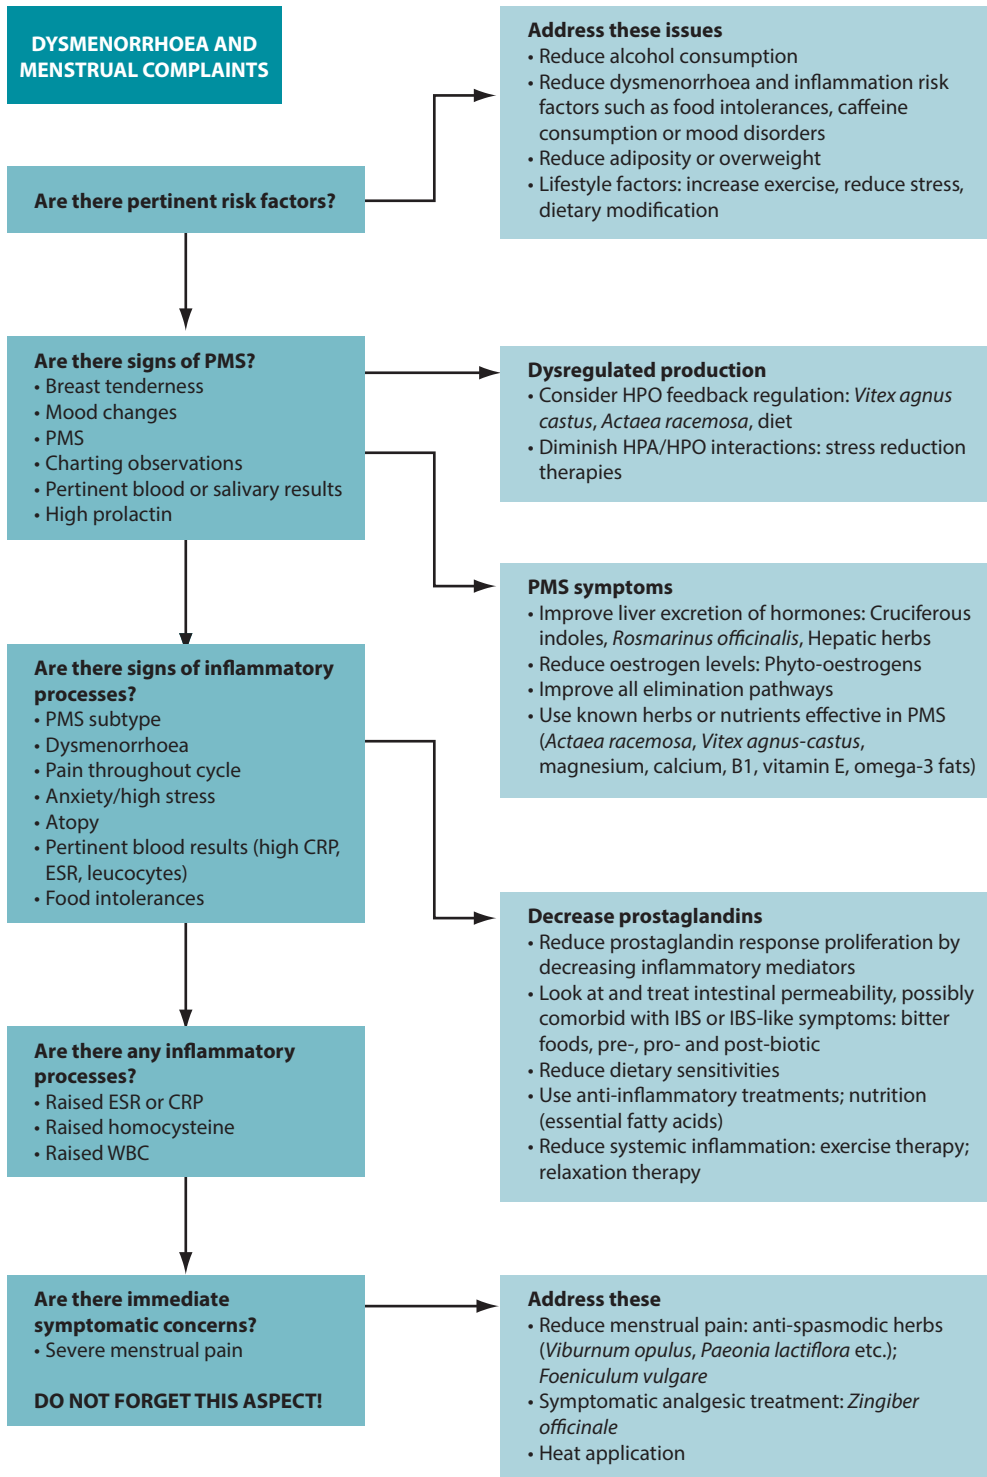 DYSMENORRHOEA AND
MENSTRUAL COMPLAINTS
Are there pertinent risk factors?
Address these issues
• Reduce alcohol consumption
• Reduce dysmenorrhoea and inflammation risk
factors such as food intolerances, caffeine
consumption or mood disorders
• Reduce adiposity or overweight
• Lifestyle factors: increase exercise, reduce stress,
dietary modification
Are there signs of PMS?
• Breast tenderness
• Mood changes
• PMS
• Charting observations
• Pertinent blood or salivary results
• High prolactin
Dysregulated production
• Consider HPO feedback regulation: Vitex agnus
castus, Actaea racemosa, diet
• Diminish HPA/HPO interactions: stress reduction
therapies
PMS symptoms
• Improve liver excretion of hormones: Cruciferous
indoles, Rosmarinus officinalis, Hepatic herbs
• Reduce oestrogen levels: Phyto-oestrogens
• Improve all elimination pathways
• Use known herbs or nutrients effective in PMS
(Actaea racemosa, Vitex agnus-castus,
magnesium, calcium, B1, vitamin E, omega-3 fats)
Are there signs of inflammatory
processes?
• PMS subtype
• Dysmenorrhoea
• Pain throughout cycle
• Anxiety/high stress
• Atopy
• Pertinent blood results (high CRP,
ESR, leucocytes)
• Food intolerances
Decrease prostaglandins
• Reduce prostaglandin response proliferation by
decreasing inflammatory mediators
• Look at and treat intestinal permeability, possibly
comorbid with IBS or IBS-like symptoms: bitter
foods, pre-, pro- and post-biotic
• Reduce dietary sensitivities
• Use anti-inflammatory treatments; nutrition
(essential fatty acids)
• Reduce systemic inflammation: exercise therapy;
relaxation therapy
Are there any inflammatory
processes?
• Raised ESR or CRP
• Raised homocysteine
• Raised WBC
Are there immediate
symptomatic concerns?
• Severe menstrual pain
DO NOT FORGET THIS ASPECT!
Address these
• Reduce menstrual pain: anti-spasmodic herbs
(Viburnum opulus, Paeonia lactiflora etc.);
Foeniculum vulgare
• Symptomatic analgesic treatment: Zingiber
officinale
• Heat application